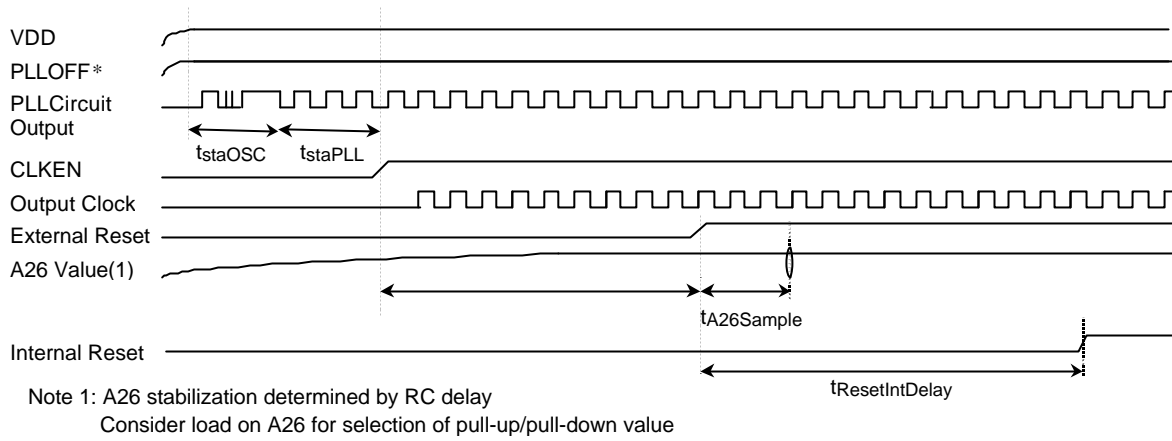 VDD
PLLOFF*
PLLCircuit
Output
tstaOSC
tstaPLL
CLKEN
Output Clock
External Reset
A26 Value(1)
tA26Sample
Internal Reset
tResetIntDelay
Note 1: A26 stabilization determined by RC delay
Consider load on A26 for selection of pull-up/pull-down value